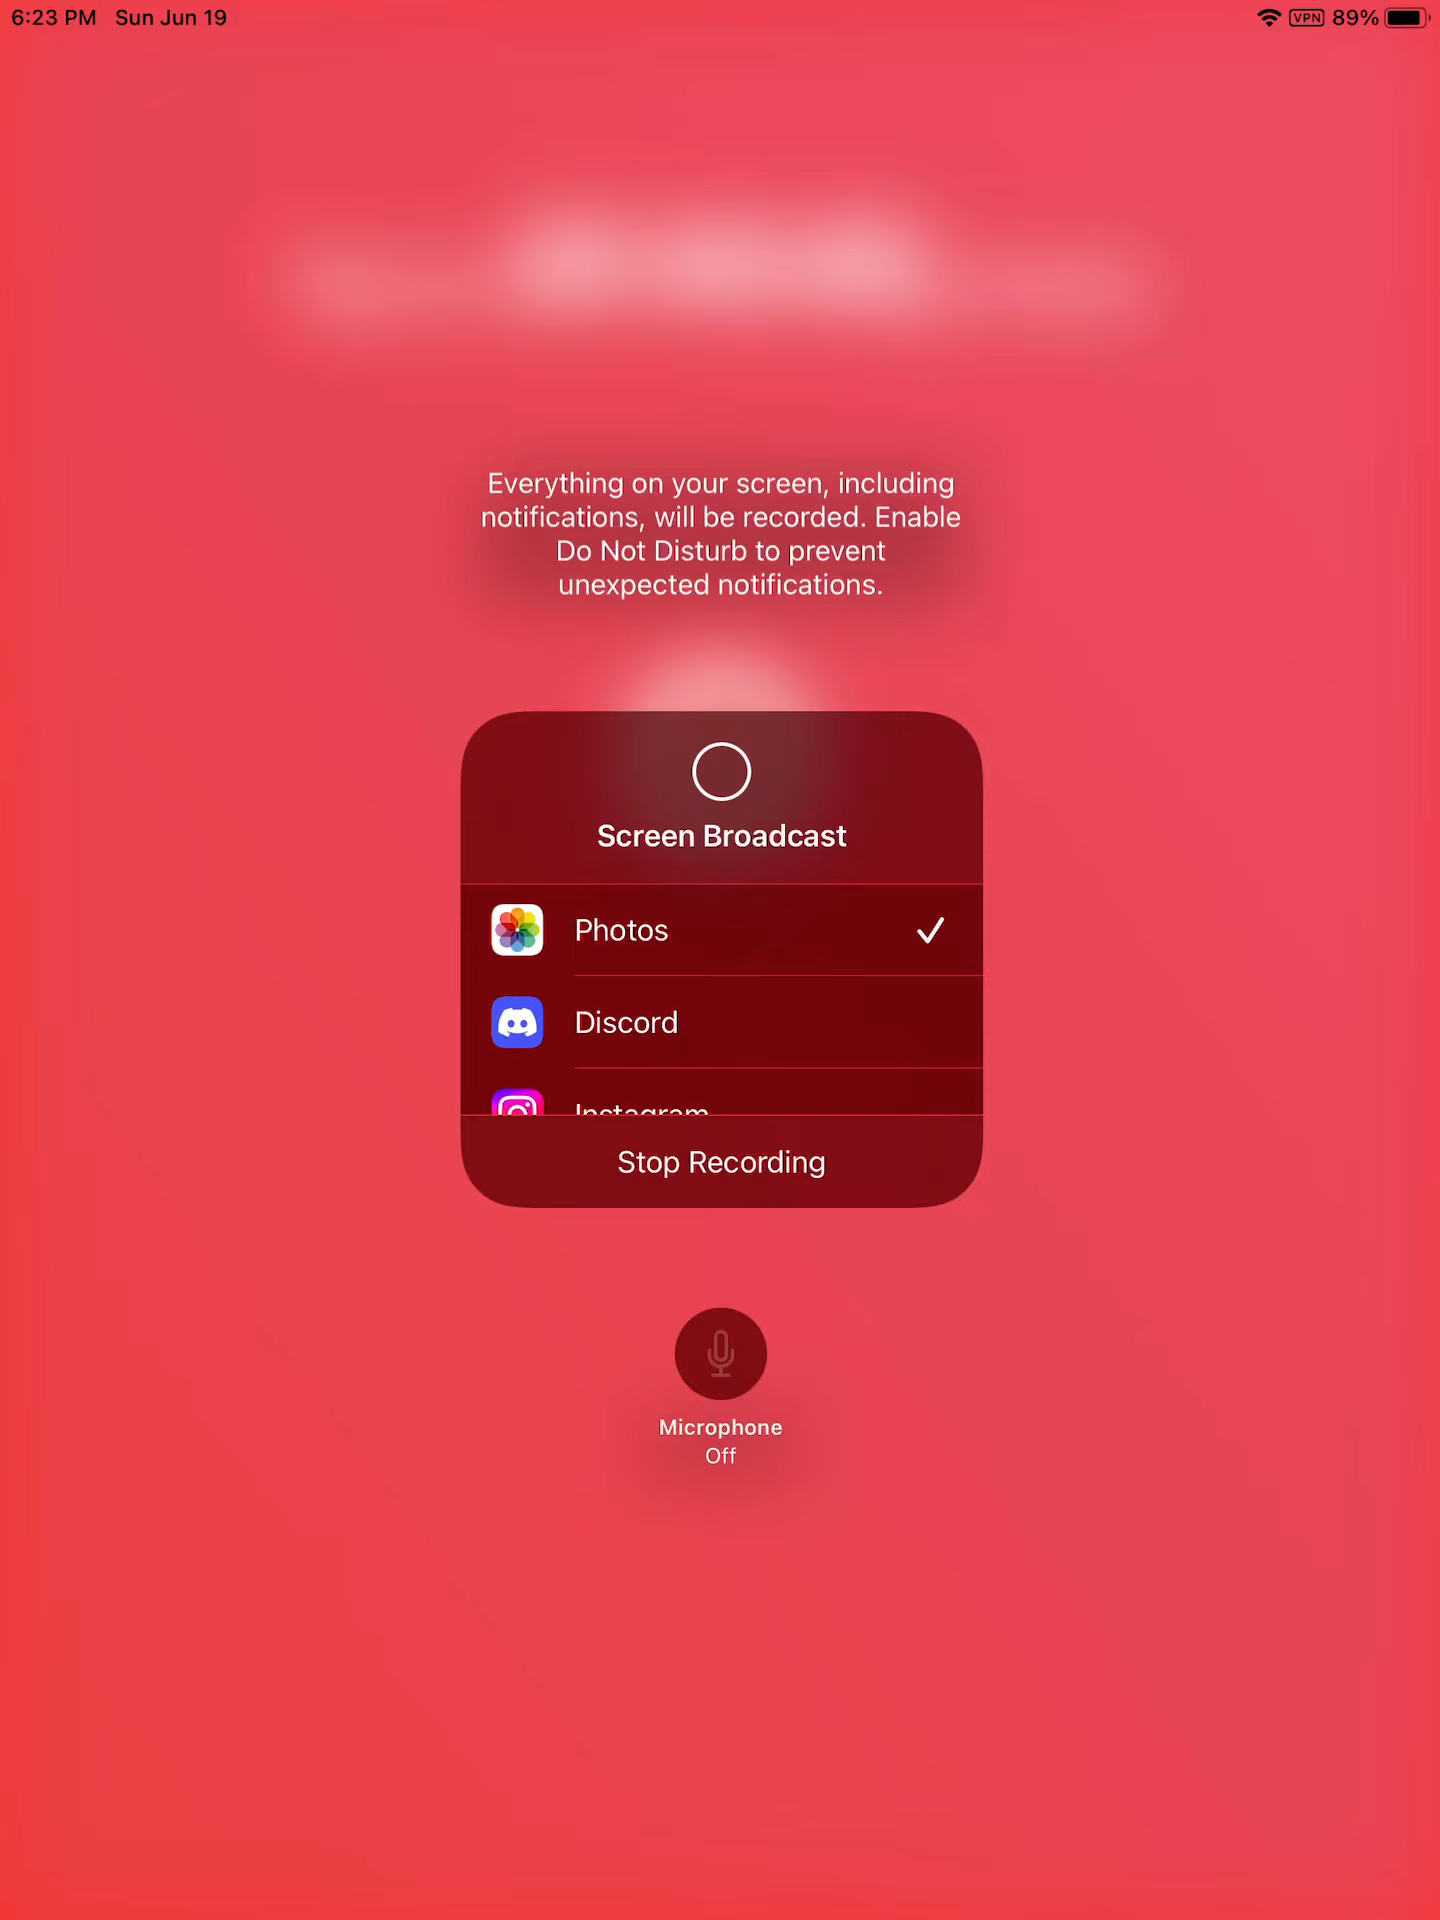 6:23 PM Sun Jun 19
VPN 89%
Everything on your screen, including
notifications, will be recorded. Enable
Do Not Disturb to prevent
unexpected notifications.
Screen Broadcast
Photos
Discord
Instagram
Stop Recording
Microphone
Off